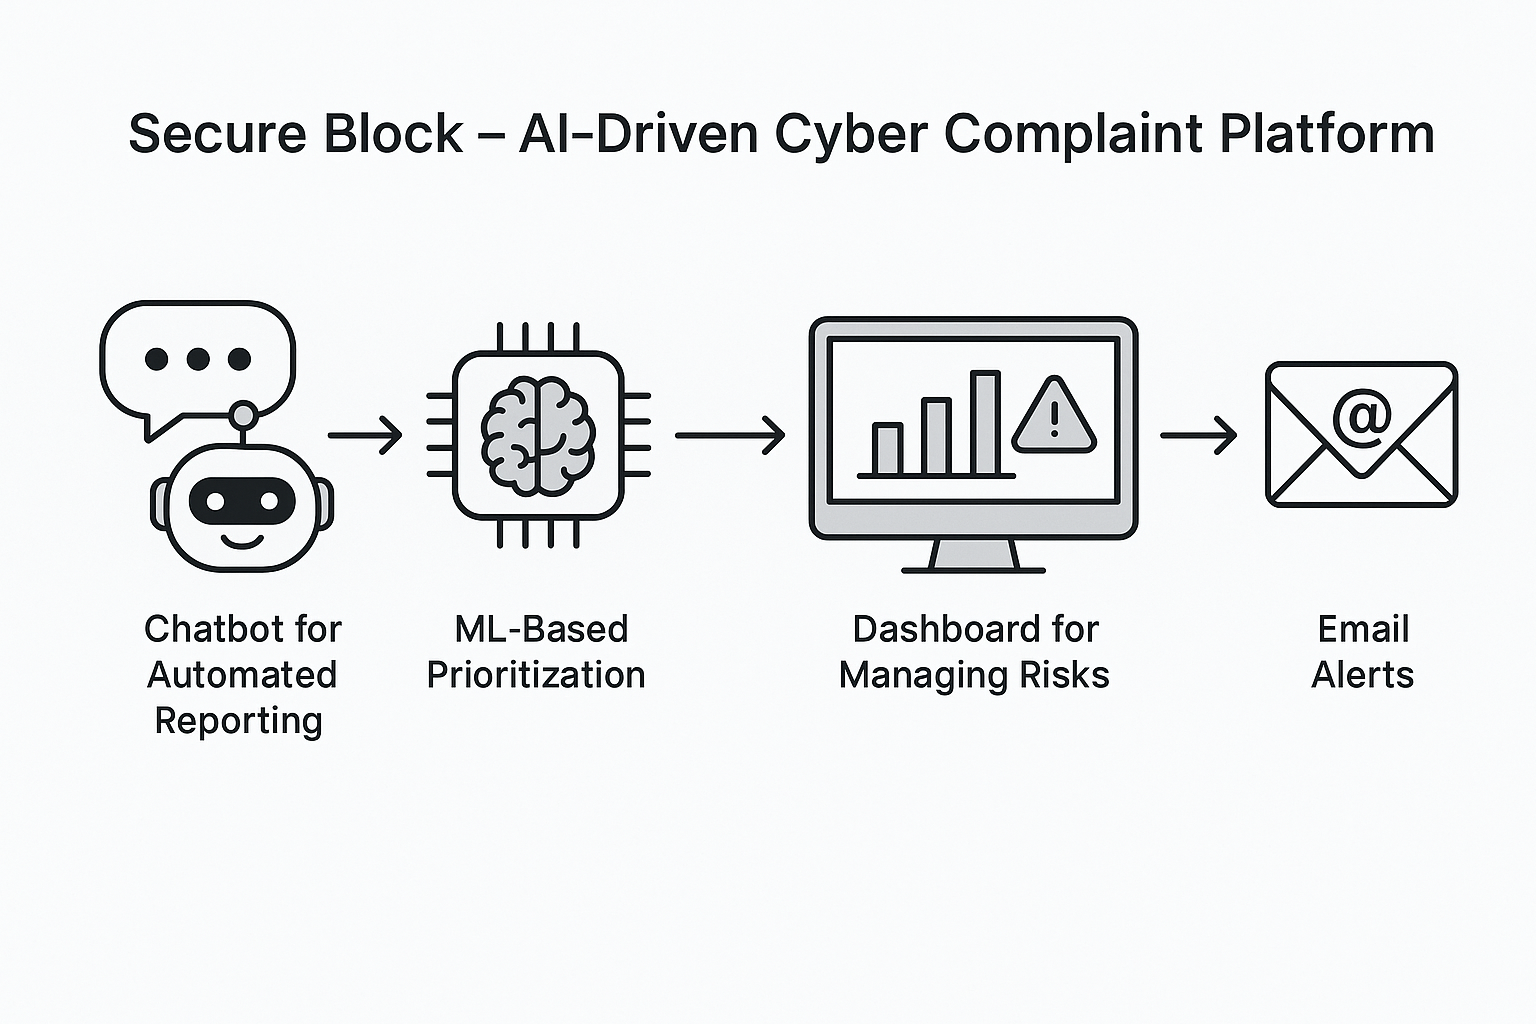 Secure Block – AI-Driven Cyber Complaint Platform
Chatbot for
Automated
Reporting
ML-Based
Prioritization
Dashboard for
Managing Risks
@
Email
Alerts